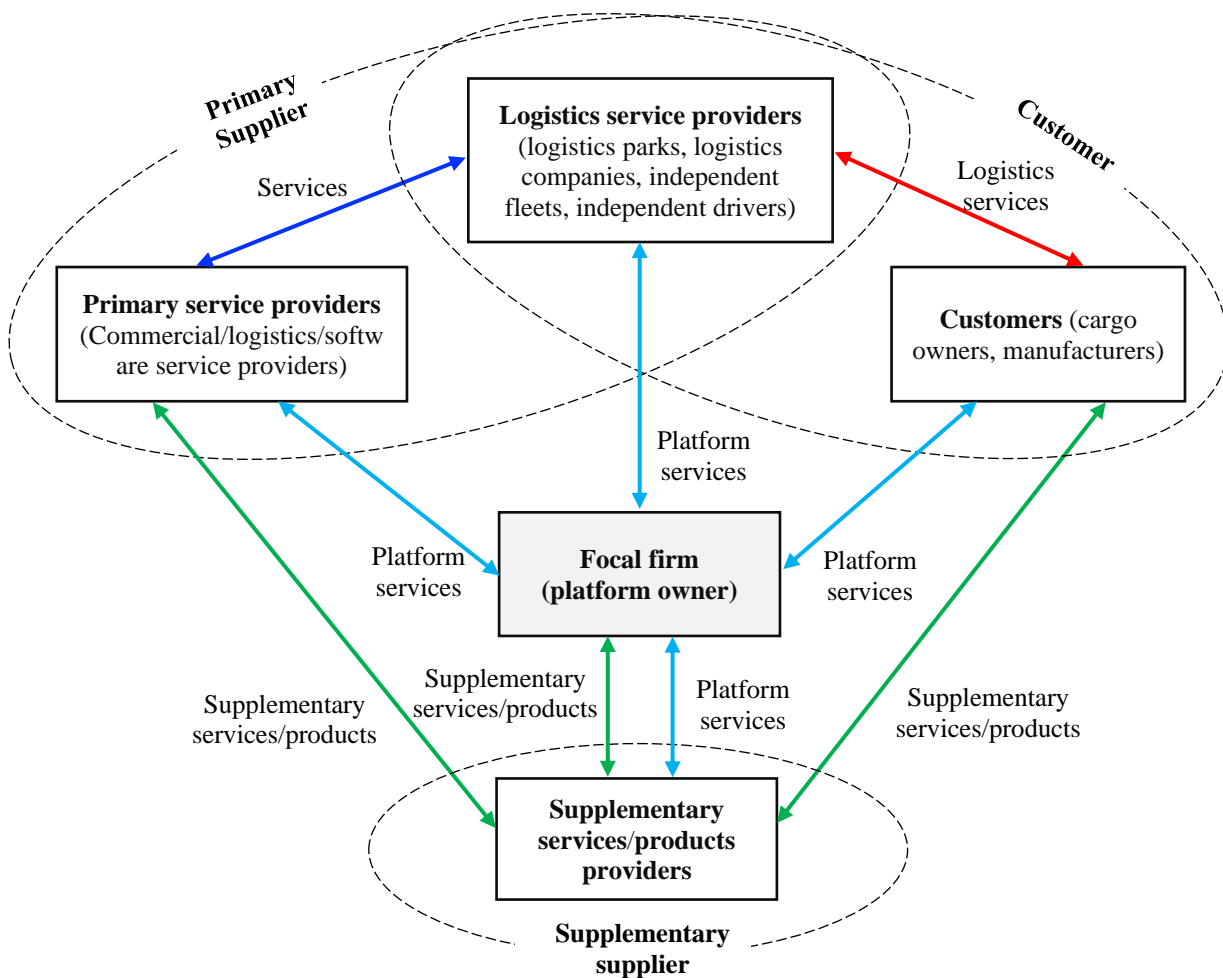 Primary
Supplier
Customer
Logistics service providers
(logistics parks, logistics
companies, independent
fleets, independent drivers)
Services
Logistics
services
Primary service providers
(Commercial/logistics/softw
are service providers)
Customers (cargo
owners, manufacturers)
Platform
services
Focal firm
(platform owner)
Platform
services
Platform
services
Supplementary
services/products
Supplementary
services/products
Platform
services
Supplementary
services/products
Supplementary
services/products
providers
Supplementary
supplier